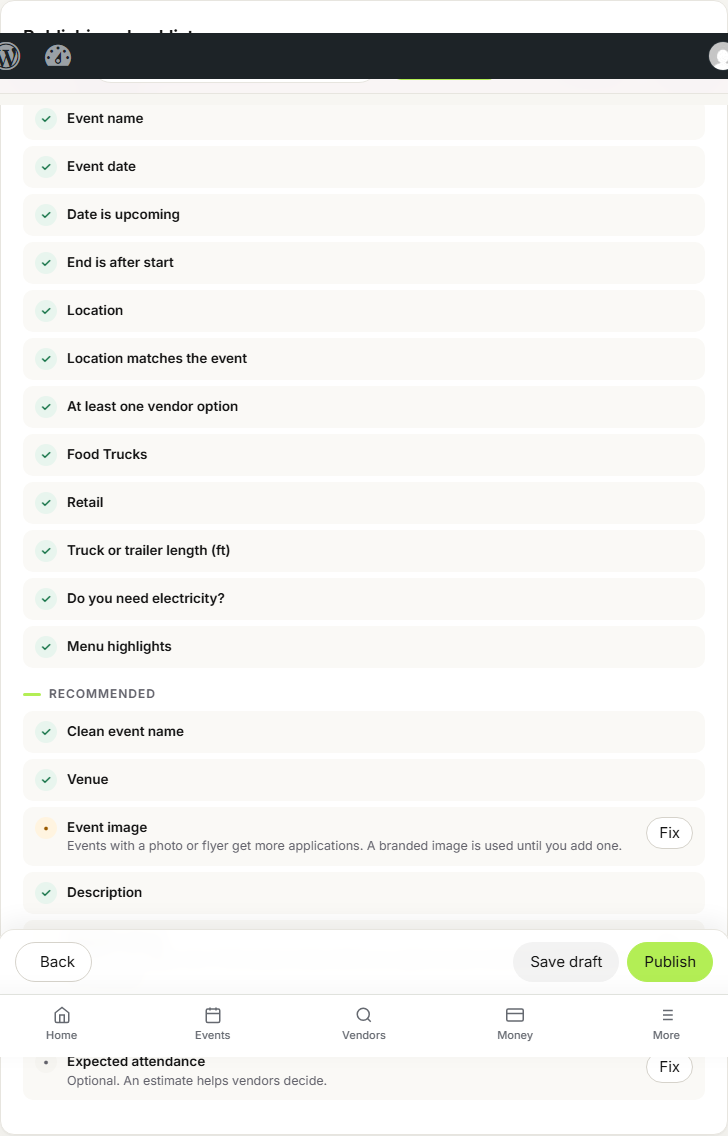 Event name
Event date
Date is upcoming
End is after start
Location
Location matches the event
At least one vendor option
Food Trucks
Retail
Truck or trailer length (ft)
Do you need electricity?
Menu highlights
RECOMMENDED
Clean event name
Venue
Event image
Fix
Events with a photo or flyer get more applications. A branded image is used until you add one.
Description
Back
Save draft
Publish
Home
Events
Vendors
Money
More
Expected attendance
Fix
Optional. An estimate helps vendors decide.